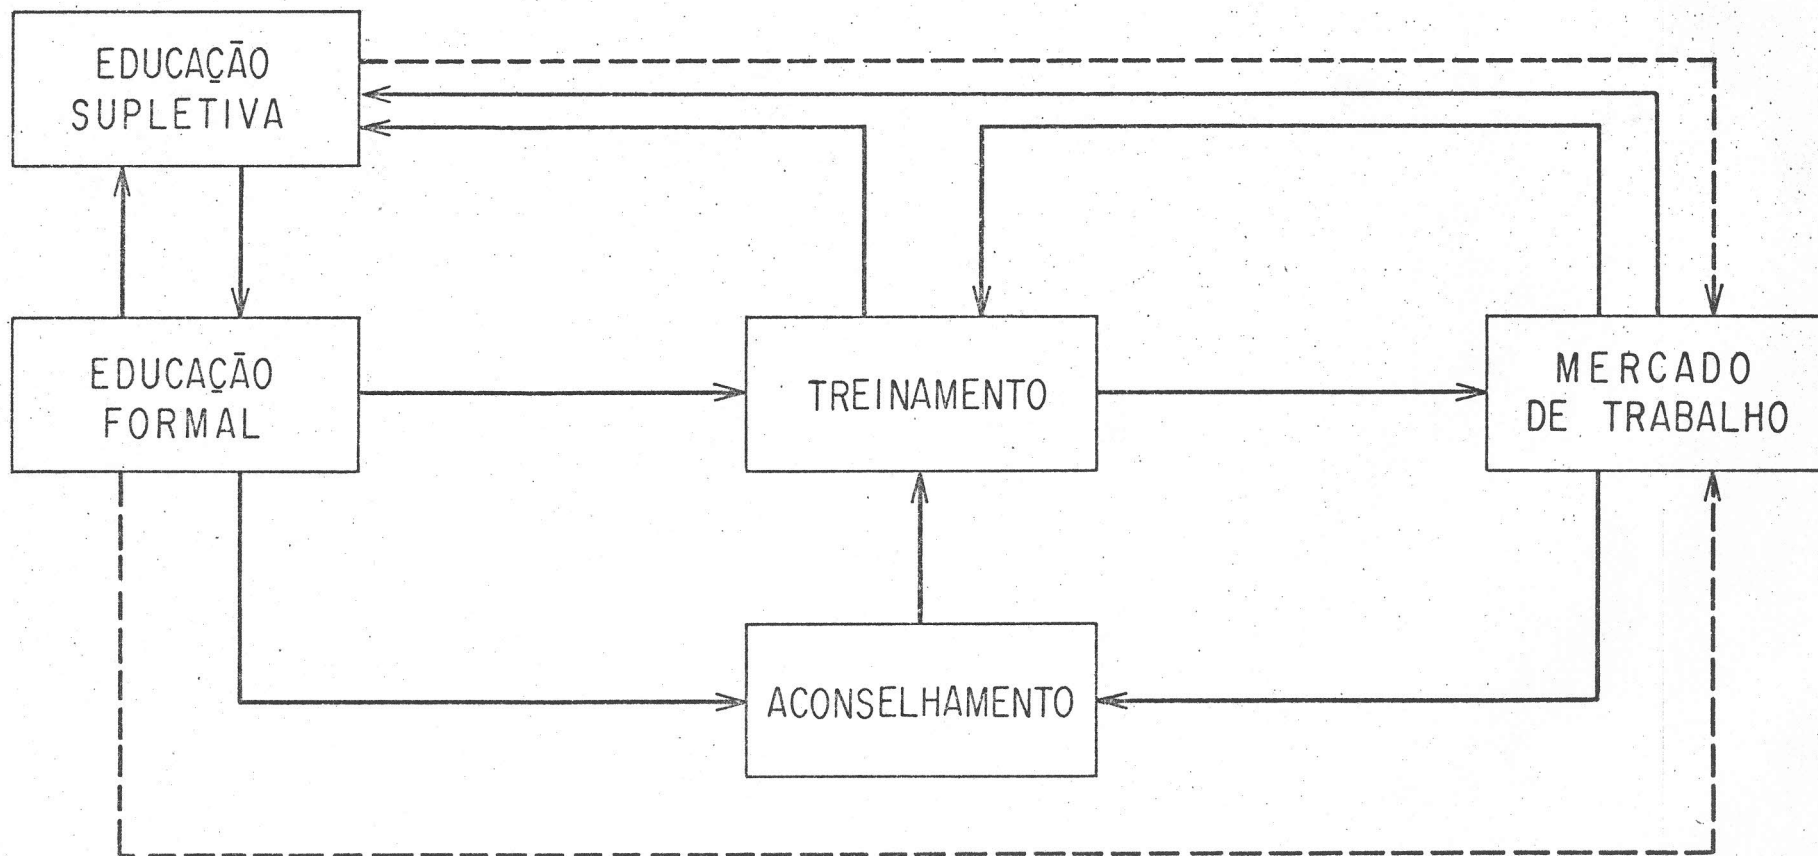 EDUCAÇÃO
SUPLETIVA
EDUCAÇÃO
FORMAL
TREINAMENTO
MERCADO
DE TRABALHO
ACONSELHAMENTO